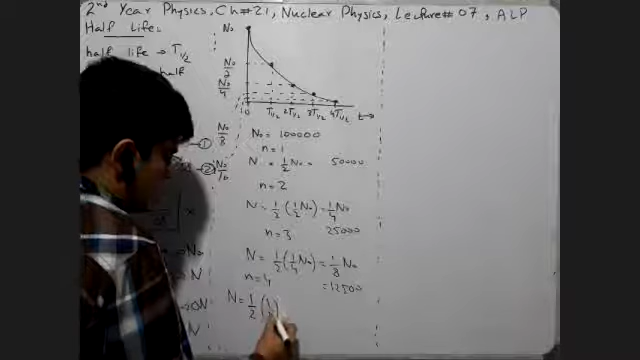 2nd Year Physics, Ch#21, Nuclear Physics, Lecture# 07, ALP
Half Life.
half life → T1/2
half
N₀
N₀/2
N₀/4
N₀/8
N₀/16
0 T1/2 2T1/2 3T1/2 4T1/2 t→
①
②
N₀ = 100000
n = 1
N = 1/2 N₀ = 50000
n = 2
N = 1/2 (1/2 N₀) = 1/4 N₀
n = 3 25000
N = 1/2 (1/4 N₀) = 1/8 N₀
n = 4 = 12500
N = 1/2 (